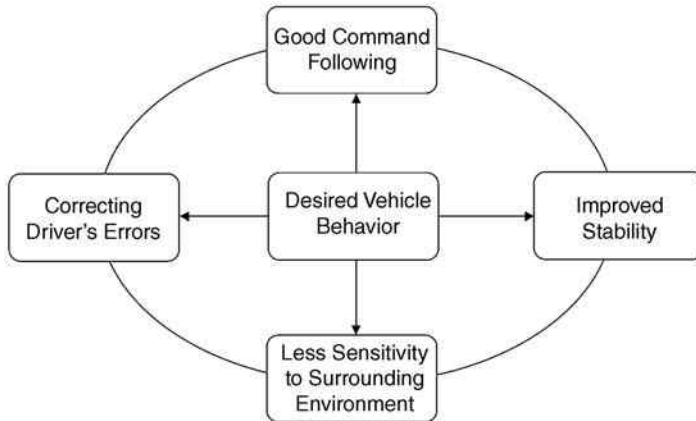 Good Command
Following
Correcting
Driver's Errors
Desired Vehicle
Behavior
Improved
Stability
Less Sensitivity
to Surrounding
Environment